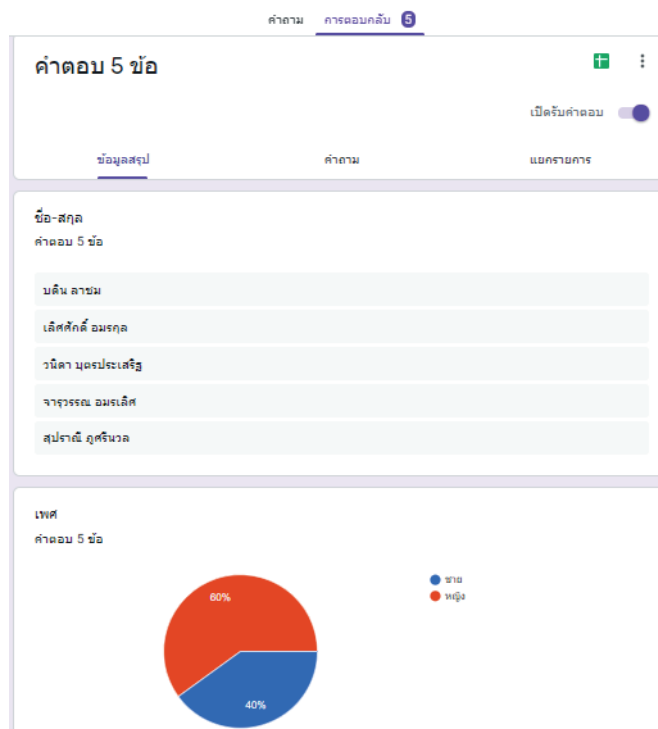 คำถาม การตอบกลับ 5
คำตอบ 5 ข้อ
เปิดรับคำตอบ
ข้อมูลสรุป คำถาม แยกรายการ
ชื่อ-สกุล
คำตอบ 5 ข้อ
บดิน ลาชม
เลิศศักดิ์ อมรกุล
วนิดา บุตรประเสริฐ
จารุวรรณ อมรเลิศ
สุปราณี ภูศรีนวล
เพศ
คำตอบ 5 ข้อ
ชาย
หญิง
60%
40%